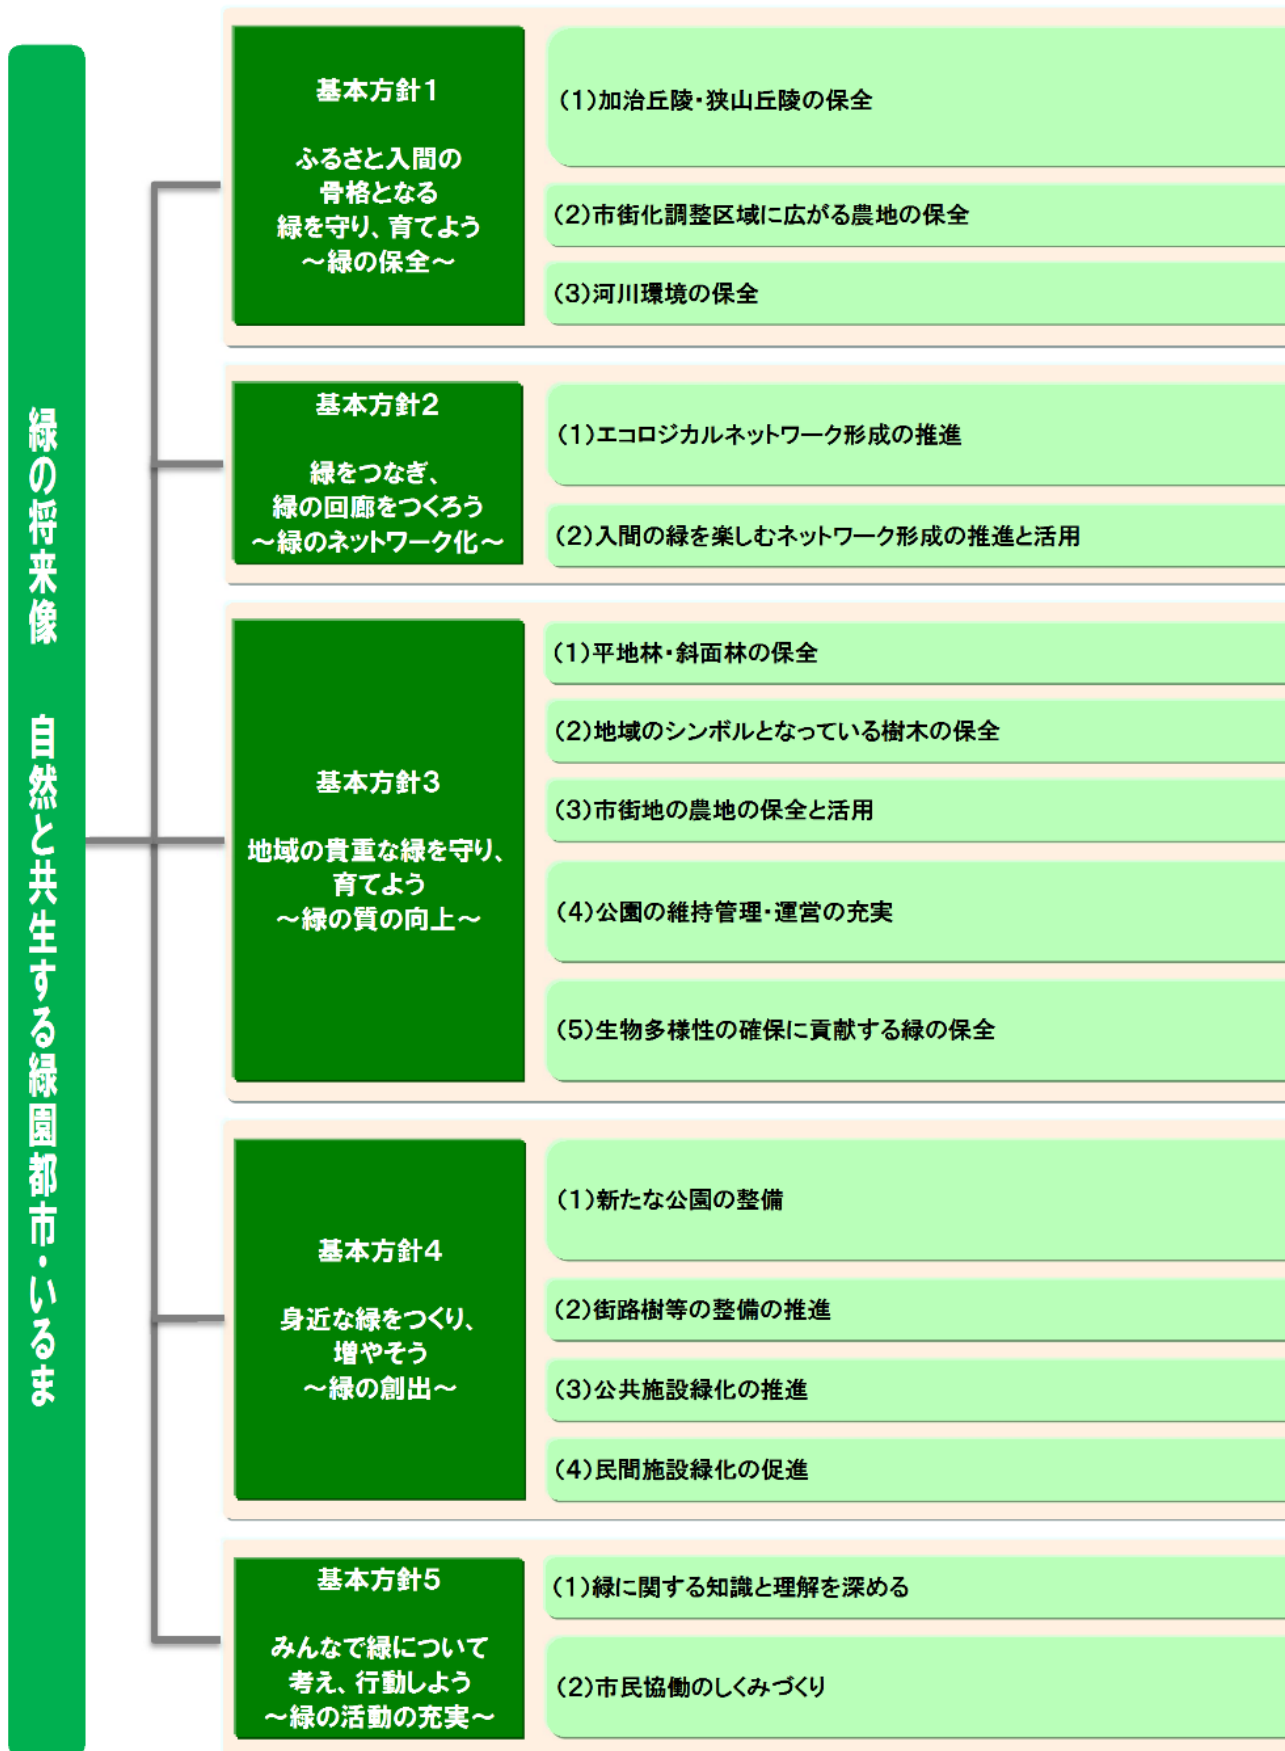 緑の将来像　自然と共生する緑園都市・いるま
基本方針1
ふるさと入間の
骨格となる
緑を守り、育てよう
～緑の保全～
(1)加治丘陵・狭山丘陵の保全
(2)市街化調整区域に広がる農地の保全
(3)河川環境の保全
基本方針2
緑をつなぎ、
緑の回廊をつくろう
～緑のネットワーク化～
(1)エコロジカルネットワーク形成の推進
(2)入間の緑を楽しむネットワーク形成の推進と活用
基本方針3
地域の貴重な緑を守り、
育てよう
～緑の質の向上～
(1)平地林・斜面林の保全
(2)地域のシンボルとなっている樹木の保全
(3)市街地の農地の保全と活用
(4)公園の維持管理・運営の充実
(5)生物多様性の確保に貢献する緑の保全
基本方針4
身近な緑をつくり、
増やそう
～緑の創出～
(1)新たな公園の整備
(2)街路樹等の整備の推進
(3)公共施設緑化の推進
(4)民間施設緑化の促進
基本方針5
みんなで緑について
考え、行動しよう
～緑の活動の充実～
(1)緑に関する知識と理解を深める
(2)市民協働のしくみづくり